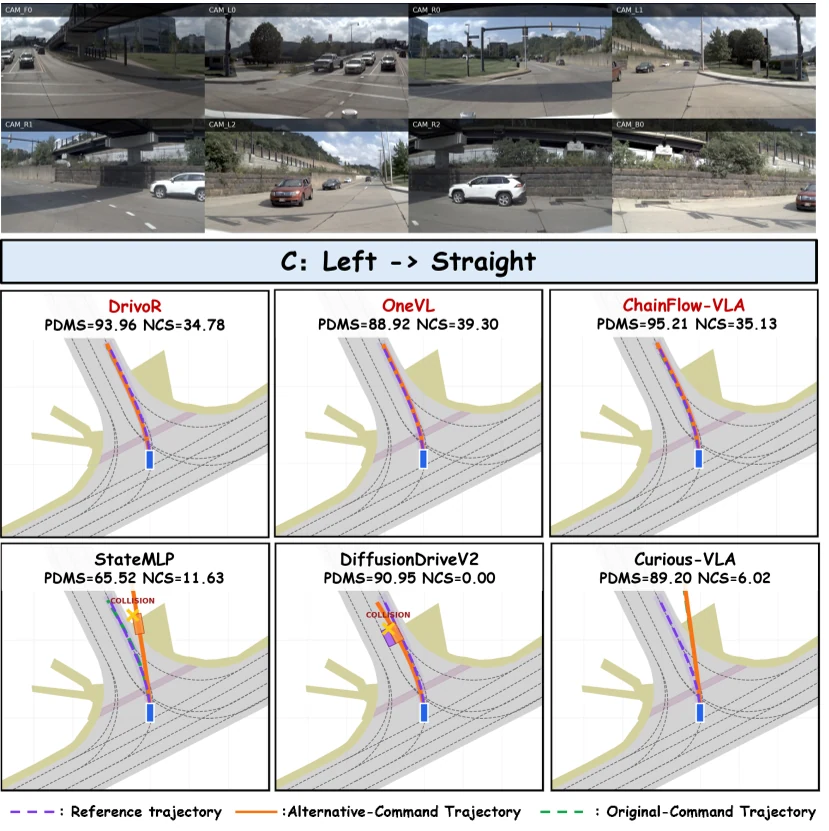 CAM_F0
CAM_L0
CAM_R0
CAM_L1
CAM_R1
CAM_L2
CAM_R2
CAM_B0
C: Left -> Straight
DrivoR
PDMS=93.96 NCS=34.78
OneVL
PDMS=88.92 NCS=39.30
ChainFlow-VLA
PDMS=95.21 NCS=35.13
StateMLP
PDMS=65.52 NCS=11.63
COLLISION
DiffusionDriveV2
PDMS=90.95 NCS=0.00
COLLISION
Curious-VLA
PDMS=89.20 NCS=6.02
: Reference trajectory
:Alternative-Command Trajectory
: Original-Command Trajectory